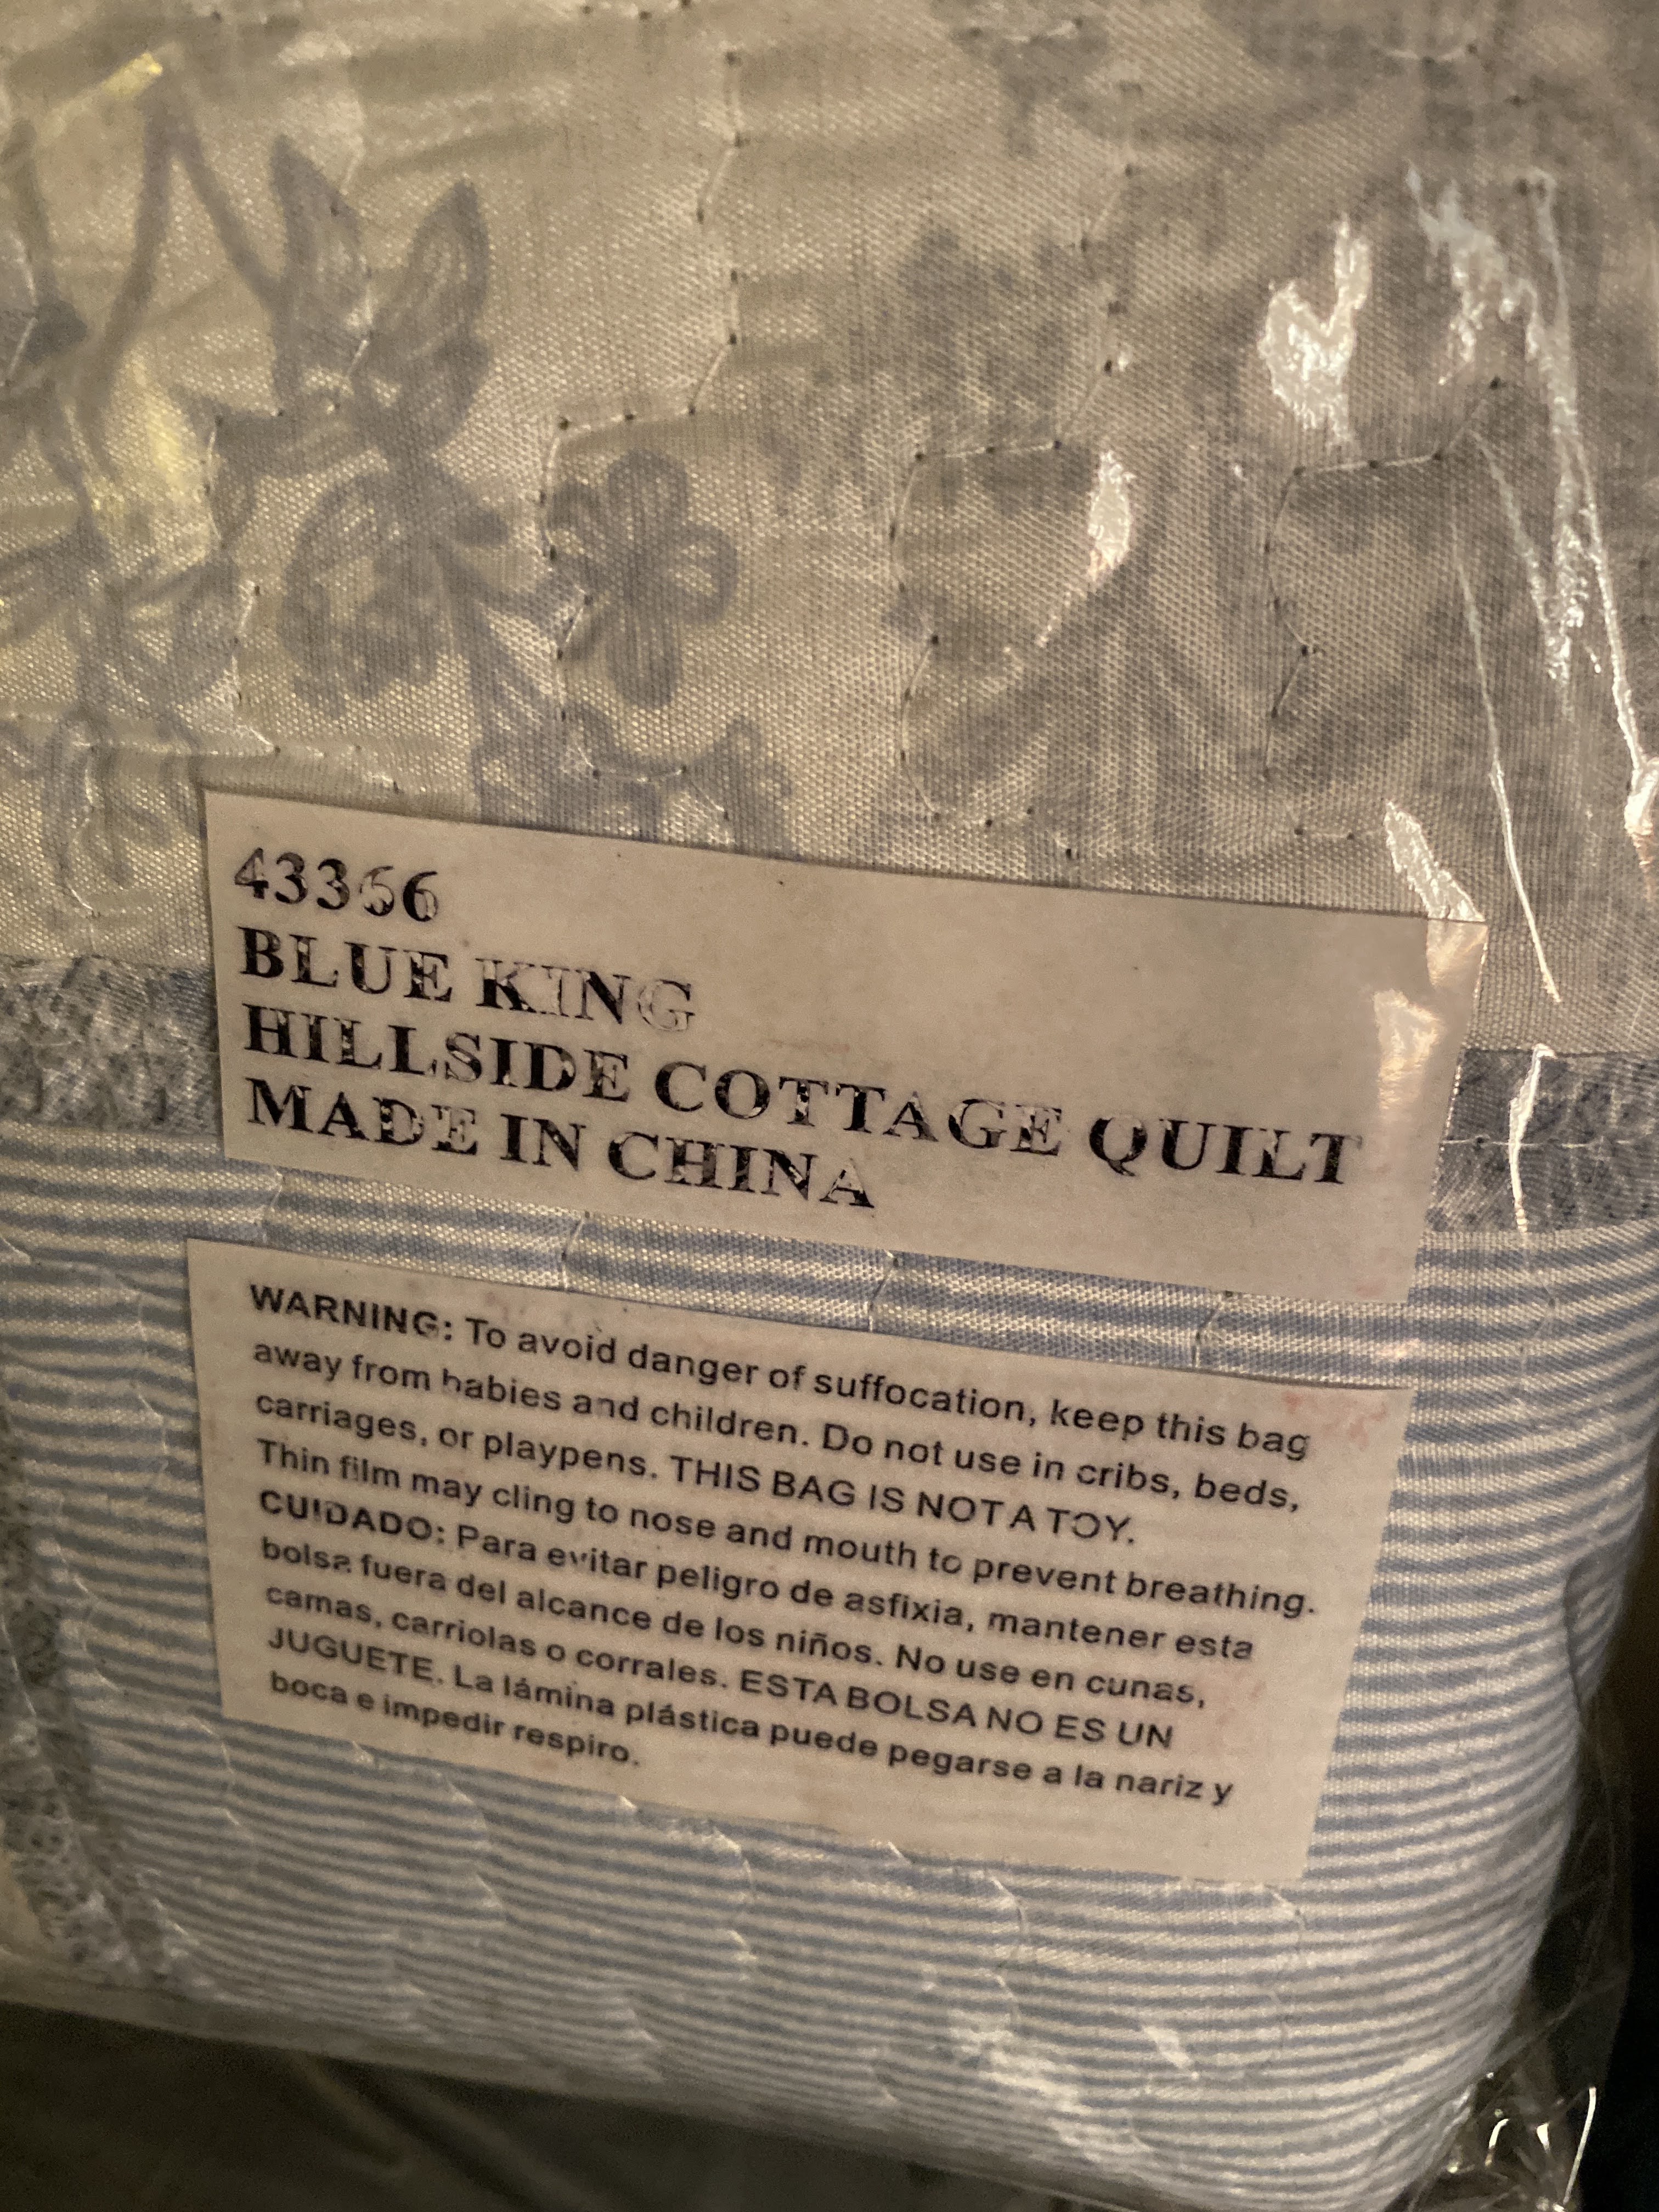 43366
BLUE KING
HILLSIDE COTTAGE QUILT
MADE IN CHINA
WARNING: To avoid danger of suffocation, keep this bag
away from babies and children. Do not use in cribs, beds,
carriages, or playpens. THIS BAG IS NOT A TOY.
Thin film may cling to nose and mouth to prevent breathing.
CUIDADO: Para evitar peligro de asfixia, mantener esta
bolsa fuera del alcance de los niños. No use en cunas,
camas, carriolas o corrales. ESTA BOLSA NO ES UN
JUGUETE. La lámina plástica puede pegarse a la nariz y
boca e impedir respiro.